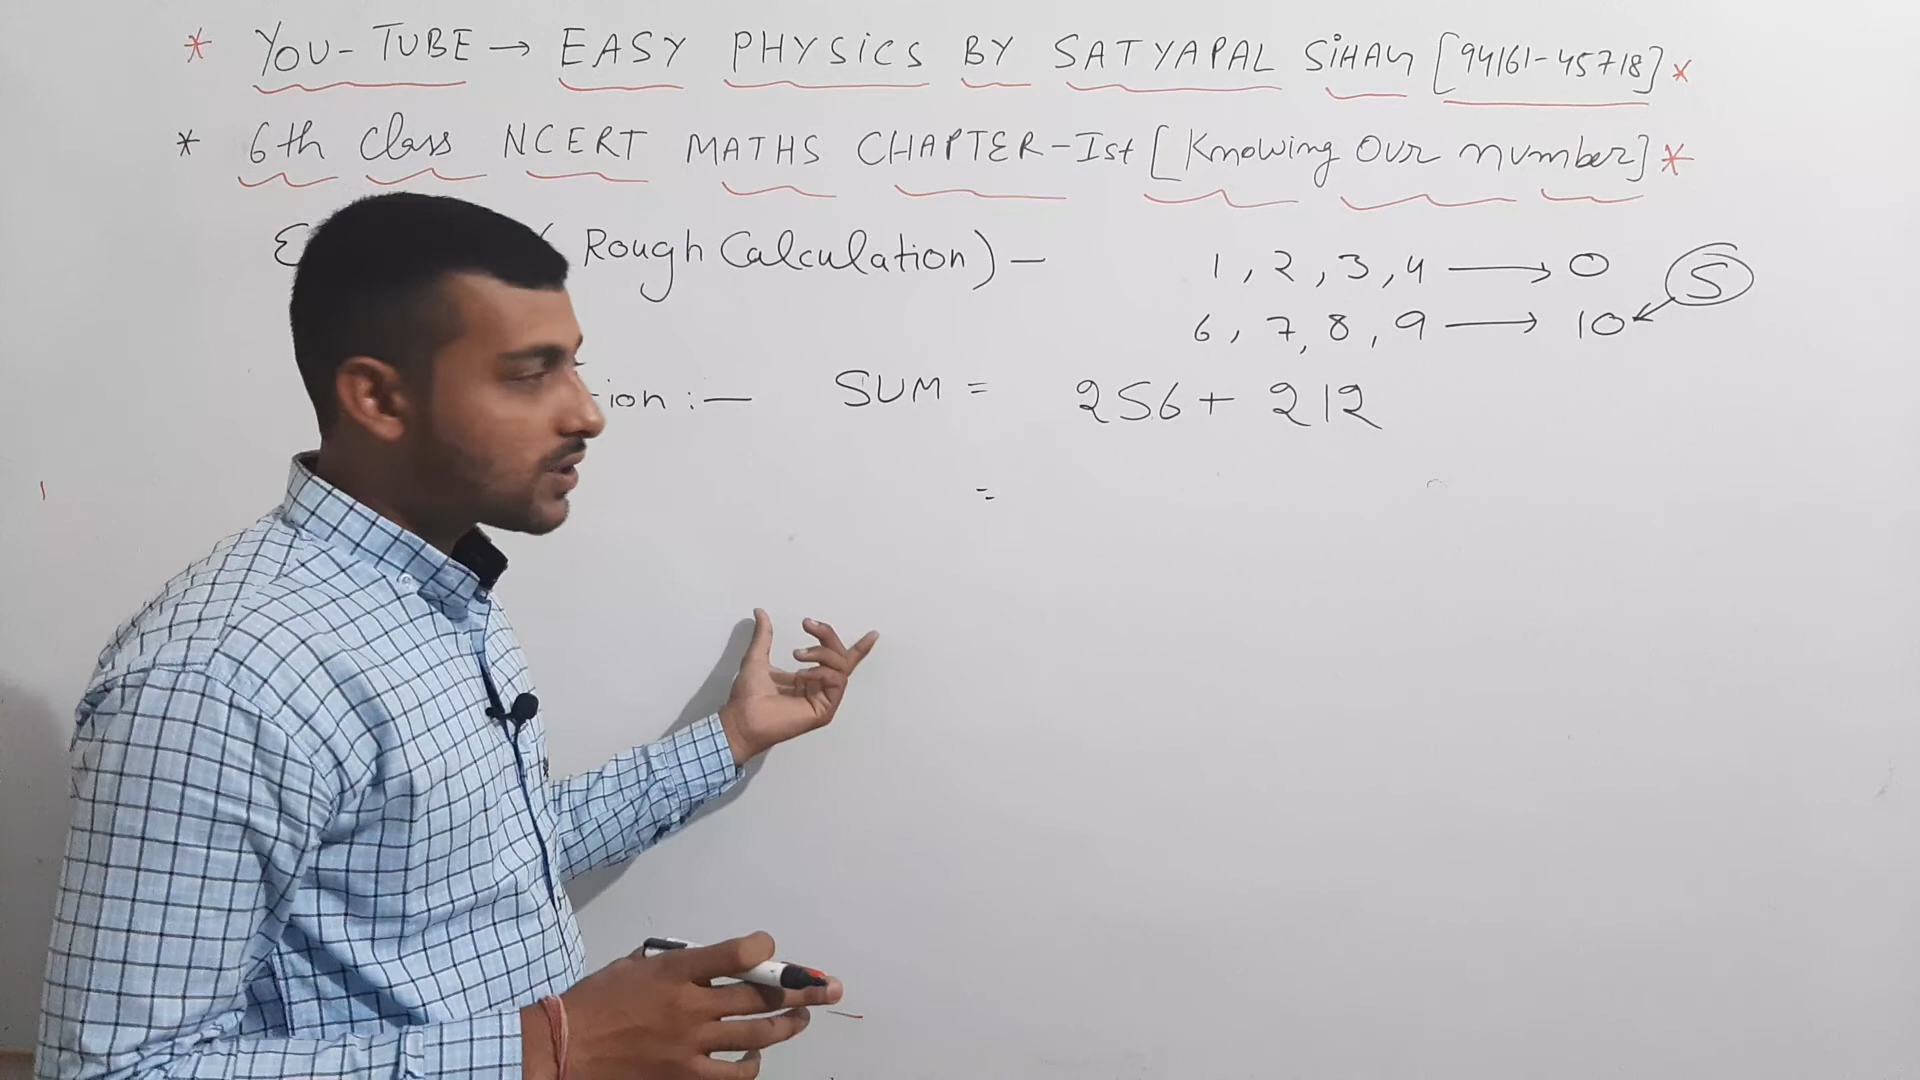 * YOU-TUBE → EASY PHYSICS BY SATYAPAL SIHAG [94161-45718] *
* 6th Class NCERT MATHS CHAPTER-Ist [Knowing Our number] *
( Rough Calculation) —
1, 2, 3, 4 → 0
5
6, 7, 8, 9 → 10
ion :— SUM = 256 + 212
=